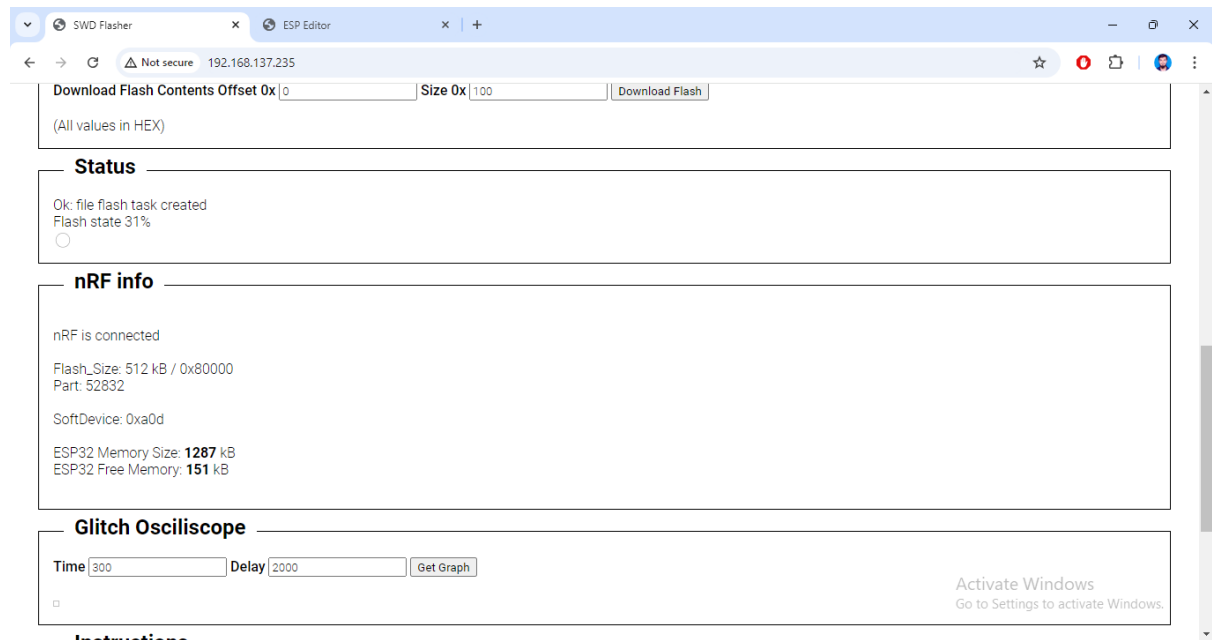 SWD Flasher
ESP Editor
Not secure 192.168.137.235
Download Flash Contents Offset 0x 0 Size 0x 100 Download Flash
(All values in HEX)
Status
Ok: file flash task created
Flash state 31%
nRF info
nRF is connected
Flash_Size: 512 kB / 0x80000
Part: 52832
SoftDevice: 0xa0d
ESP32 Memory Size: 1287 kB
ESP32 Free Memory: 151 kB
Glitch Osciliscope
Time 300 Delay 2000 Get Graph
Activate Windows
Go to Settings to activate Windows.
Instructions